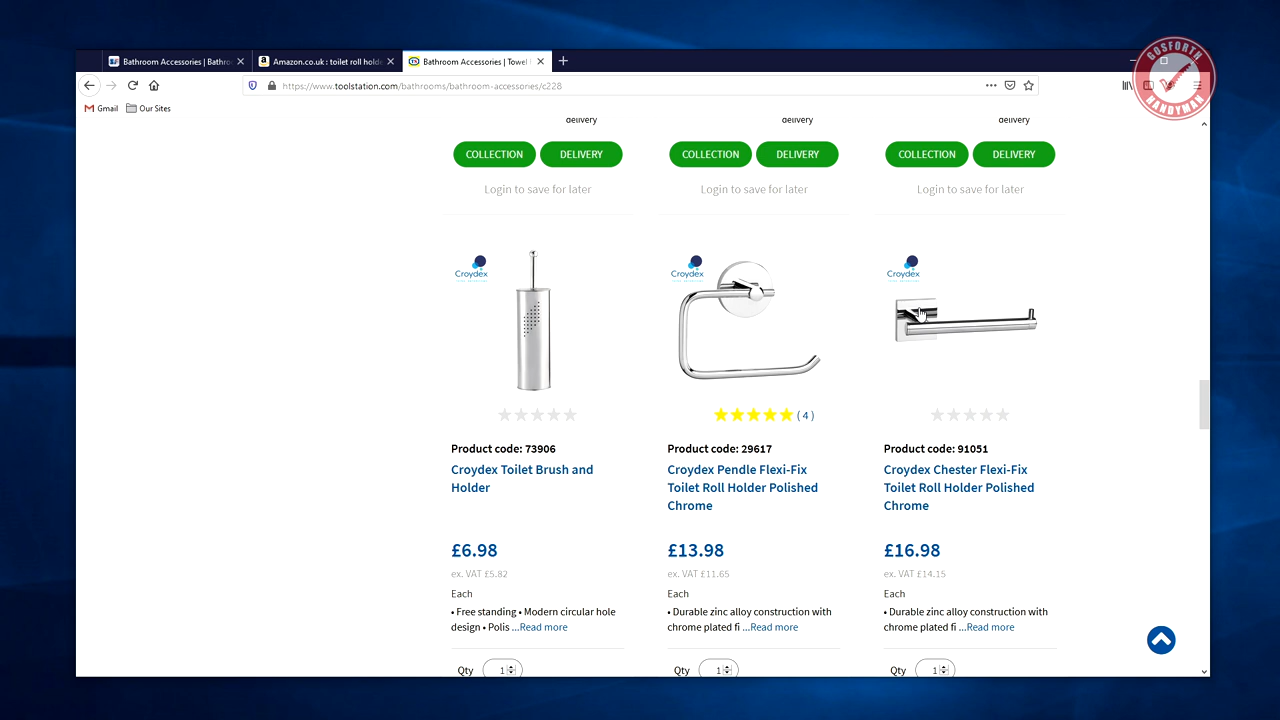 GOSFORTH
HANDYMAN
Bathroom Accessories | Bathro
Amazon.co.uk : toilet roll holde
Bathroom Accessories | Towel
https://www.toolstation.com/bathrooms/bathroom-accessories/c228
Gmail
Our Sites
delivery
delivery
delivery
COLLECTION
DELIVERY
COLLECTION
DELIVERY
COLLECTION
DELIVERY
Login to save for later
Login to save for later
Login to save for later
Croydex
Croydex
Croydex
( 4 )
Product code: 73906
Croydex Toilet Brush and
Holder
£6.98
ex. VAT £5.82
Each
• Free standing • Modern circular hole
design • Polis ...Read more
Qty
1
Product code: 29617
Croydex Pendle Flexi-Fix
Toilet Roll Holder Polished
Chrome
£13.98
ex. VAT £11.65
Each
• Durable zinc alloy construction with
chrome plated fi ...Read more
Qty
1
Product code: 91051
Croydex Chester Flexi-Fix
Toilet Roll Holder Polished
Chrome
£16.98
ex. VAT £14.15
Each
• Durable zinc alloy construction with
chrome plated fi ...Read more
Qty
1